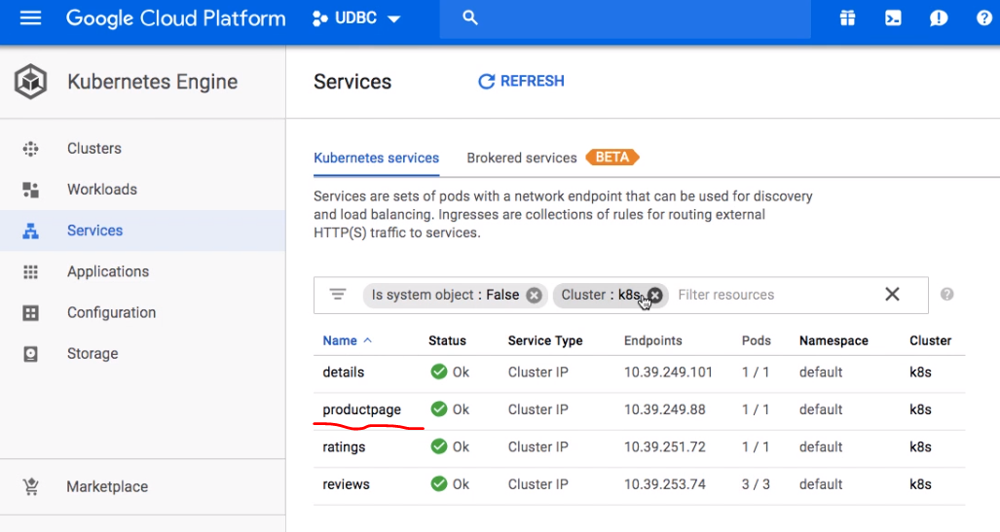 Google Cloud Platform UDBC
Kubernetes Engine
Clusters
Workloads
Services
Applications
Configuration
Storage
Marketplace
Services REFRESH
Kubernetes services Brokered services BETA
Services are sets of pods with a network endpoint that can be used for discovery
and load balancing. Ingresses are collections of rules for routing external
HTTP(S) traffic to services.
Is system object : False Cluster : k8s Filter resources
Name Status Service Type Endpoints Pods Namespace Cluster
details Ok Cluster IP 10.39.249.101 1 / 1 default k8s
productpage Ok Cluster IP 10.39.249.88 1 / 1 default k8s
ratings Ok Cluster IP 10.39.251.72 1 / 1 default k8s
reviews Ok Cluster IP 10.39.253.74 3 / 3 default k8s